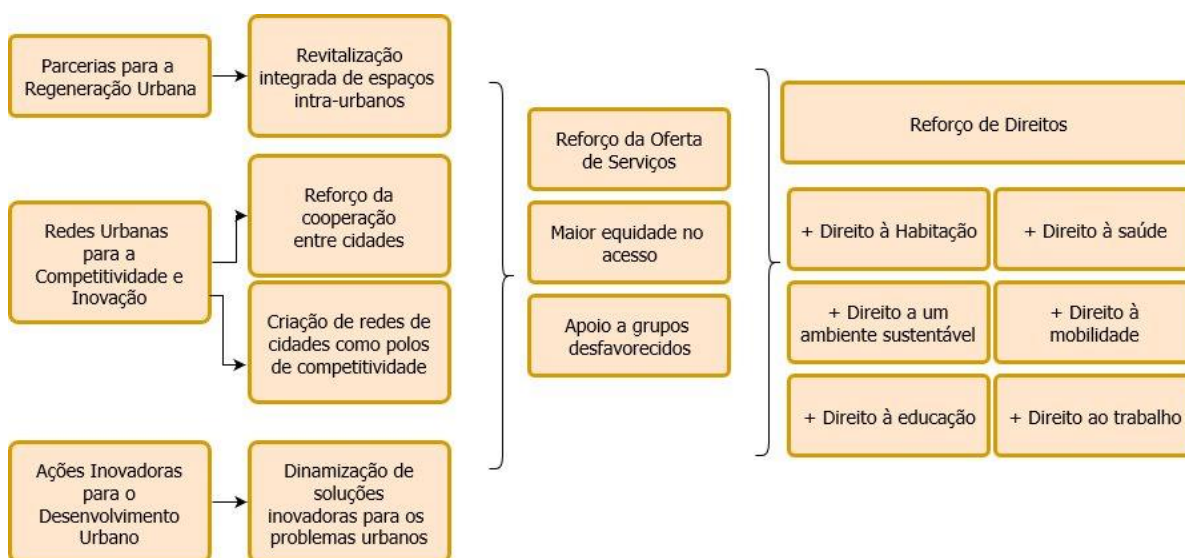 Parcerias para a
Regeneração Urbana
Revitalização
integrada de espaços
intra-urbanos
Redes Urbanas
para a
Competitividade e
Inovação
Reforço da
cooperação
entre cidades
Criação de redes de
cidades como polos
de competitividade
Ações Inovadoras
para o
Desenvolvimento
Urbano
Dinamização de
soluções
inovadoras para os
problemas urbanos
Reforço da Oferta
de Serviços
Maior equidade no
acesso
Apoio a grupos
desfavorecidos
Reforço de Direitos
+ Direito à Habitação
+ Direito à saúde
+ Direito a um
ambiente sustentável
+ Direito à
mobilidade
+ Direito à educação
+ Direito ao trabalho